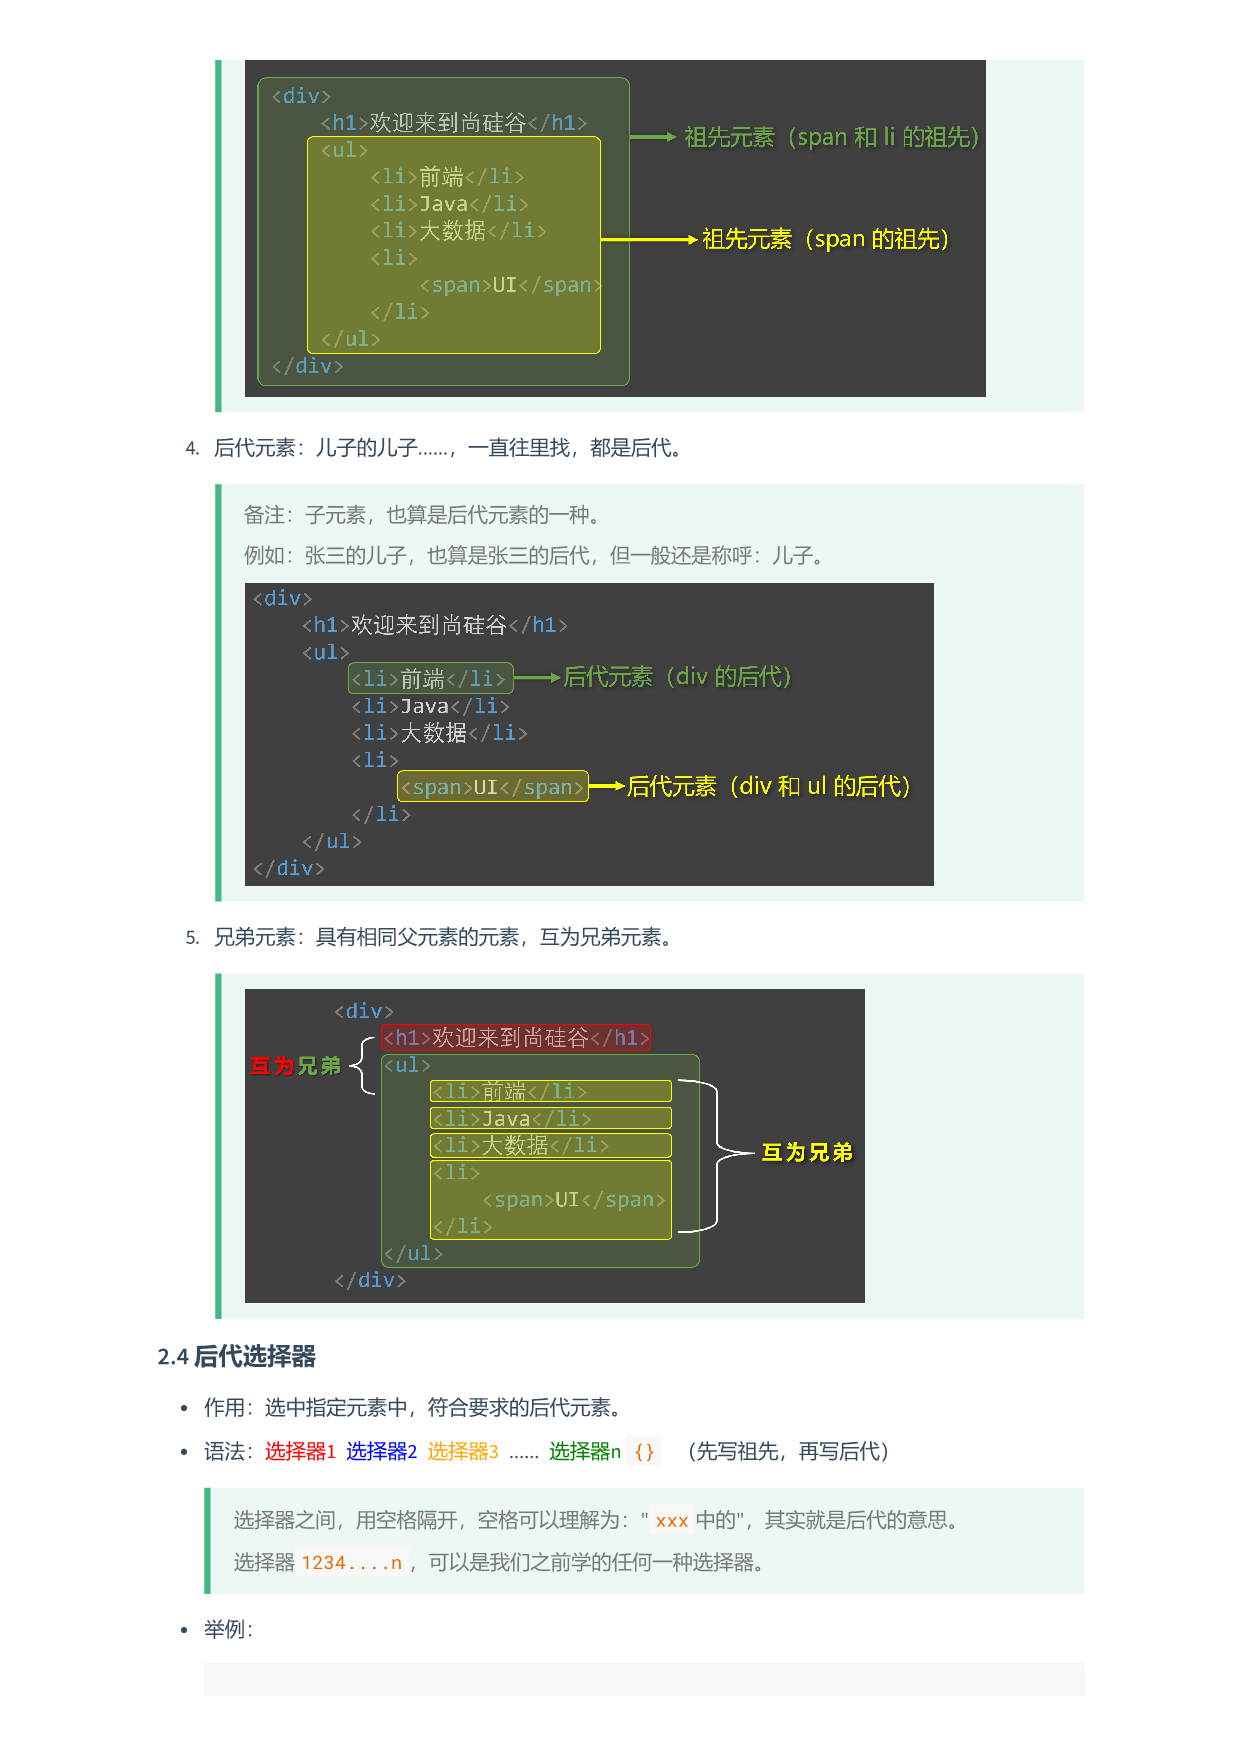 <div>
<h1>欢迎来到尚硅谷</h1>
祖先元素（span 和 li 的祖先）
<ul>
<li>前端</li>
<li>Java</li>
<li>大数据</li>
祖先元素（span 的祖先）
<li>
<span>UI</span>
</li>
</ul>
</div>
4. 后代元素：儿子的儿子......，一直往里找，都是后代。
备注：子元素，也算是后代元素的一种。
例如：张三的儿子，也算是张三的后代，但一般还是称呼：儿子。
<div>
<h1>欢迎来到尚硅谷</h1>
<ul>
<li>前端</li> 后代元素（div 的后代）
<li>Java</li>
<li>大数据</li>
<li>
<span>UI</span> 后代元素（div 和 ul 的后代）
</li>
</ul>
</div>
5. 兄弟元素：具有相同父元素的元素，互为兄弟元素。
<div>
<h1>欢迎来到尚硅谷</h1>
互为兄弟 <ul>
<li>前端</li>
<li>Java</li>
<li>大数据</li> 互为兄弟
<li>
<span>UI</span>
</li>
</ul>
</div>
2.4 后代选择器
• 作用：选中指定元素中，符合要求的后代元素。
• 语法：选择器1 选择器2 选择器3 ...... 选择器n {} （先写祖先，再写后代）
选择器之间，用空格隔开，空格可以理解为："xxx中的"，其实就是后代的意思。
选择器 1234....n，可以是我们之前学的任何一种选择器。
• 举例：